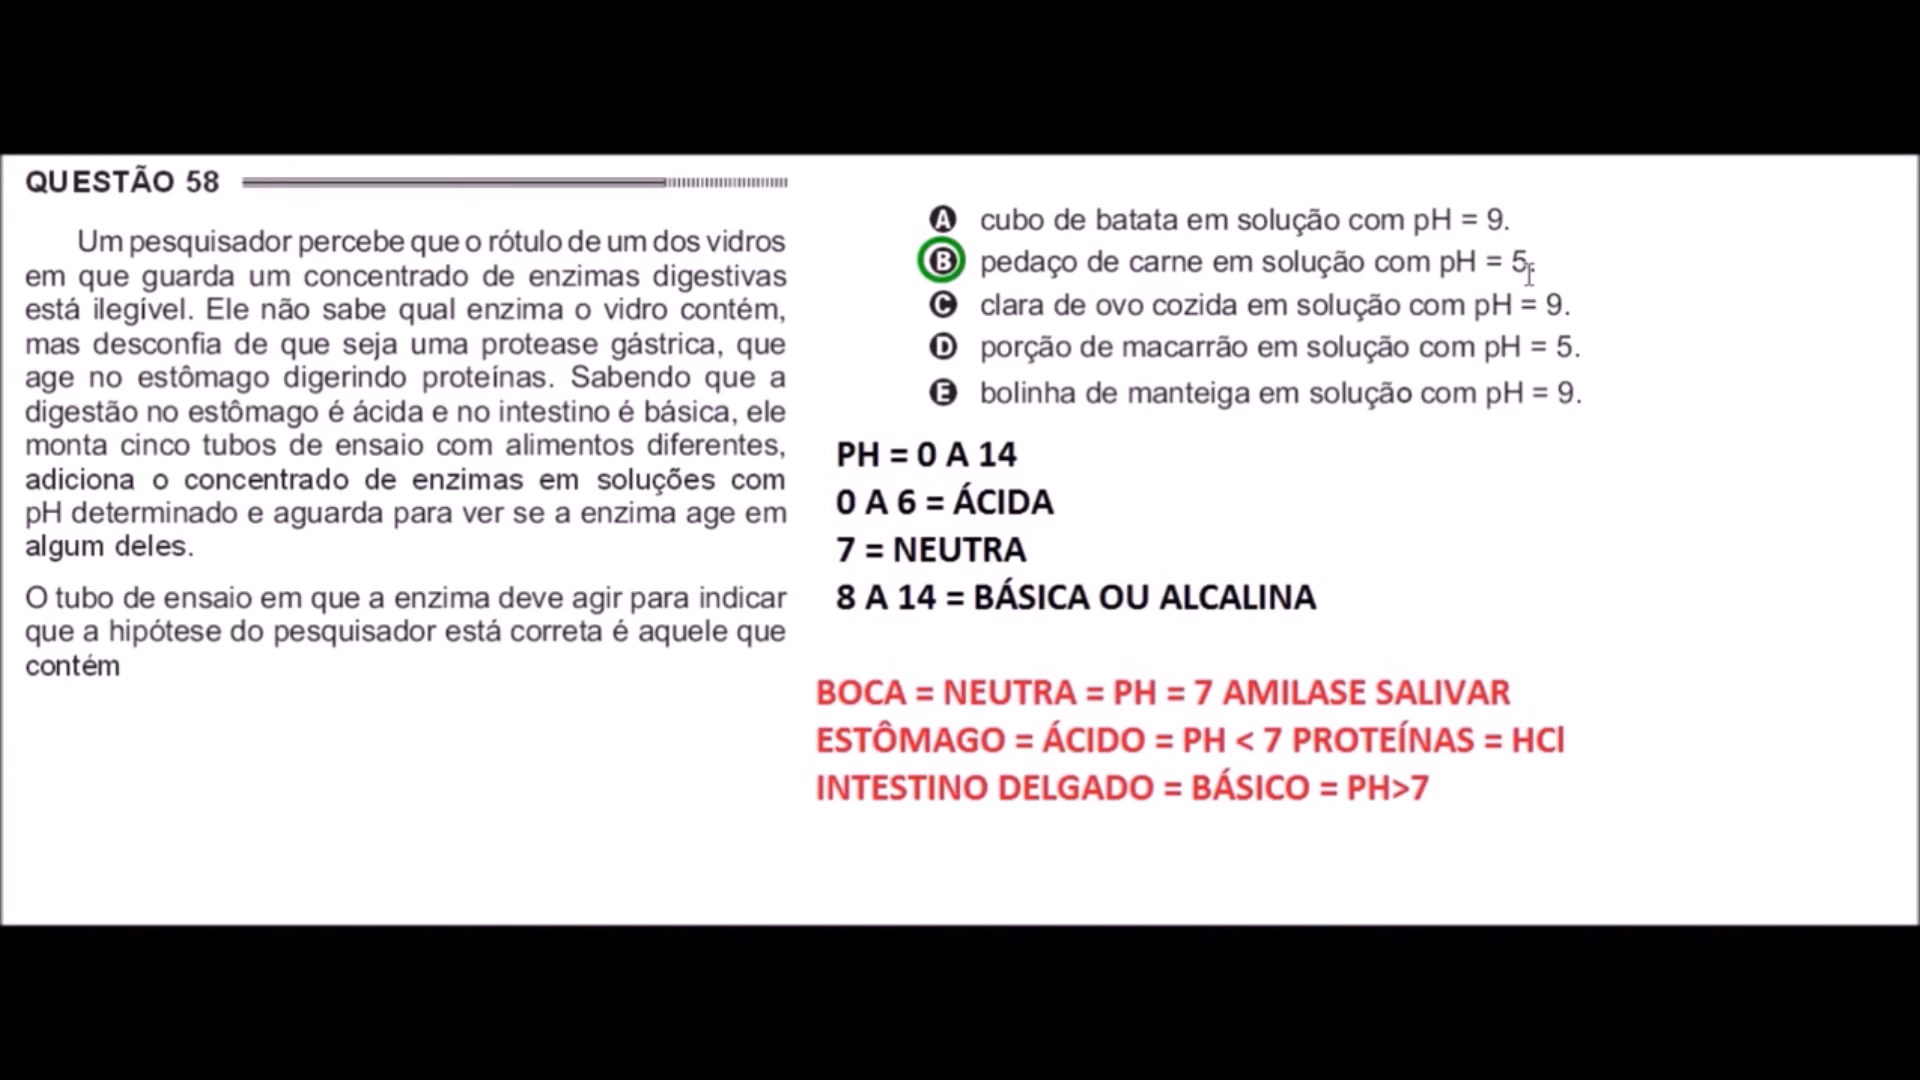 QUESTÃO 58
Um pesquisador percebe que o rótulo de um dos vidros
em que guarda um concentrado de enzimas digestivas
está ilegível. Ele não sabe qual enzima o vidro contém,
mas desconfia de que seja uma protease gástrica, que
age no estômago digerindo proteínas. Sabendo que a
digestão no estômago é ácida e no intestino é básica, ele
monta cinco tubos de ensaio com alimentos diferentes,
adiciona o concentrado de enzimas em soluções com
pH determinado e aguarda para ver se a enzima age em
algum deles.
O tubo de ensaio em que a enzima deve agir para indicar
que a hipótese do pesquisador está correta é aquele que
contém
A cubo de batata em solução com pH = 9.
B pedaço de carne em solução com pH = 5.
C clara de ovo cozida em solução com pH = 9.
D porção de macarrão em solução com pH = 5.
E bolinha de manteiga em solução com pH = 9.
PH = 0 A 14
0 A 6 = ÁCIDA
7 = NEUTRA
8 A 14 = BÁSICA OU ALCALINA
BOCA = NEUTRA = PH = 7 AMILASE SALIVAR
ESTÔMAGO = ÁCIDO = PH < 7 PROTEÍNAS = HCl
INTESTINO DELGADO = BÁSICO = PH>7